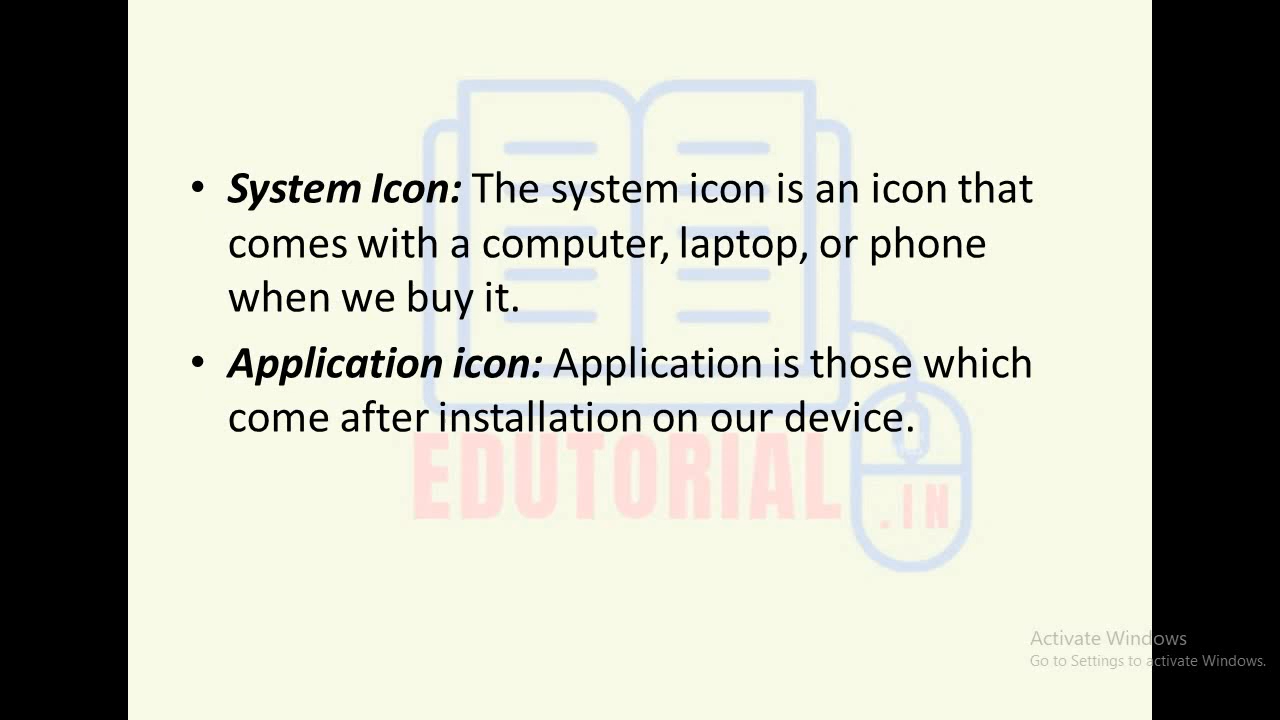 • System Icon: The system icon is an icon that
comes with a computer, laptop, or phone
when we buy it.
• Application icon: Application is those which
come after installation on our device.
EDUTORIAL
.IN
Activate Windows
Go to Settings to activate Windows.